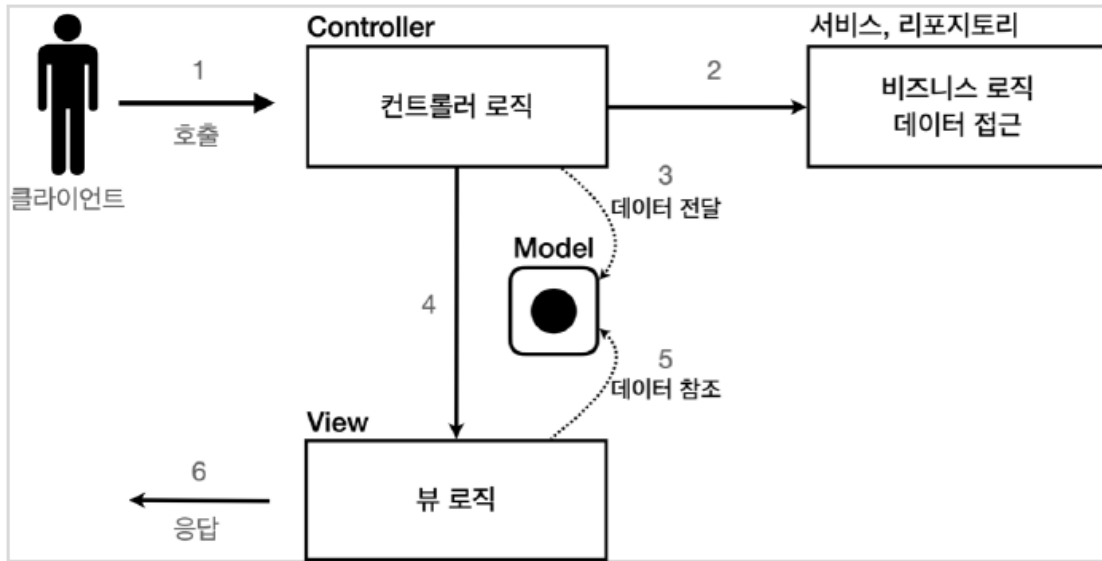 Controller
서비스, 리포지토리
1
호출
클라이언트
컨트롤러 로직
2
비즈니스 로직
데이터 접근
3
데이터 전달
Model
4
5
데이터 참조
View
뷰 로직
6
응답